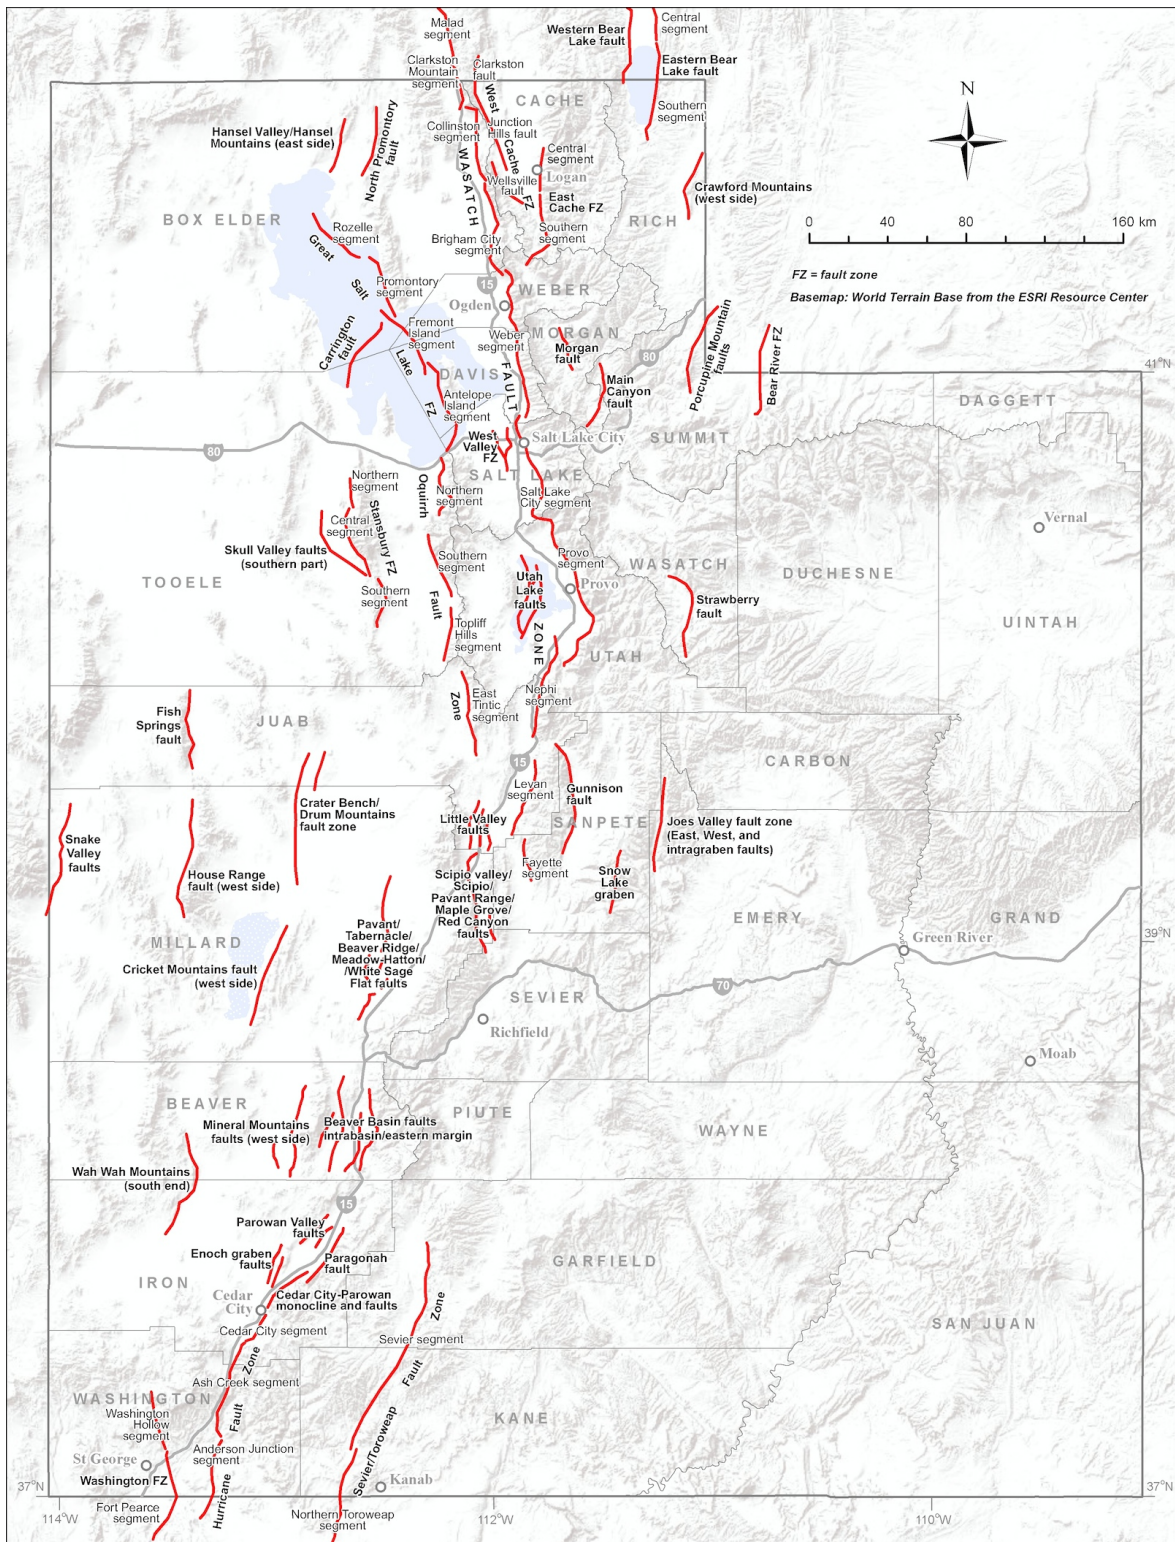 Malad
segment
Western Bear
Lake fault
Central
segment
Clarkston
Mountain
segment
Clarkston
fault
Eastern Bear
Lake fault
N
West
Cache
FZ
CACHE
Hansel Valley/Hansel
Mountains (east side)
North Promontory
fault
Collinston
segment
Junction
Hills fault
Southern
segment
WASATCH
Central
segment
Logan
Wellsville
fault
East
Cache FZ
Crawford Mountains
(west side)
BOX ELDER
RICH
0 40 80 120 160 km
Rozelle
segment
Great
Salt
Lake
FZ
Brigham City
segment
Southern
segment
FZ = fault zone
Basemap: World Terrain Base from the ESRI Resource Center
Promontory
segment
15
WEBER
Ogden
Fremont
Island
segment
Weber
segment
MORGAN
Morgan
fault
80
Porcupine Mountain
faults
Bear River FZ
Carrington
fault
41°N
DAVIS
FAULT
Main
Canyon
fault
DAGGETT
Antelope
Island
segment
West
Valley
FZ
Salt Lake City
SUMMIT
80
SALT LAKE
Northern
segment
Oquirrh
Northern
segment
Salt Lake
City segment
Central
segment
Stansbury FZ
Vernal
Skull Valley faults
(southern part)
Southern
segment
Provo
segment
WASATCH
DUCHESNE
TOOELE
Southern
segment
Fault
Utah
Lake
faults
Provo
Strawberry
fault
UINTAH
Topliff
Hills
segment
ZONE
UTAH
Fish
Springs
fault
JUAB
Zone
East
Tintic
segment
Nephi
segment
15
CARBON
Levan
segment
Gunnison
fault
Crater Bench/
Drum Mountains
fault zone
Little Valley
faults
SANPETE
Joes Valley fault zone
(East, West, and
intragraben faults)
Snake
Valley
faults
House Range
fault (west side)
Fayette
segment
Snow
Lake
graben
Scipio valley/
Scipio/
Pavant Range/
Maple Grove/
Red Canyon
faults
EMERY
GRAND
MILLARD
Pavant/
Tabernacle/
Beaver Ridge/
Meadow-Hatton/
/White Sage
Flat faults
39°N
Green River
Cricket Mountains fault
(west side)
70
SEVIER
Richfield
Moab
BEAVER
Mineral Mountains
faults (west side)
Beaver Basin faults
intrabasin/eastern margin
PIUTE
WAYNE
Wah Wah Mountains
(south end)
15
Parowan Valley
faults
Enoch graben
faults
Paragonah
fault
GARFIELD
IRON
Cedar
City
Cedar City-Parowan
monocline and faults
Cedar City segment
Zone
Sevier segment
SAN JUAN
Zone
Ash Creek segment
Fault
WASHINGTON
Washington
Hollow
segment
Fault
KANE
Anderson Junction
segment
St George
Washington FZ
Sevier/Toroweap
Kanab
37°N
37°N
Fort Pearce
segment
Hurricane
Northern Toroweap
segment
114°W
112°W
110°W